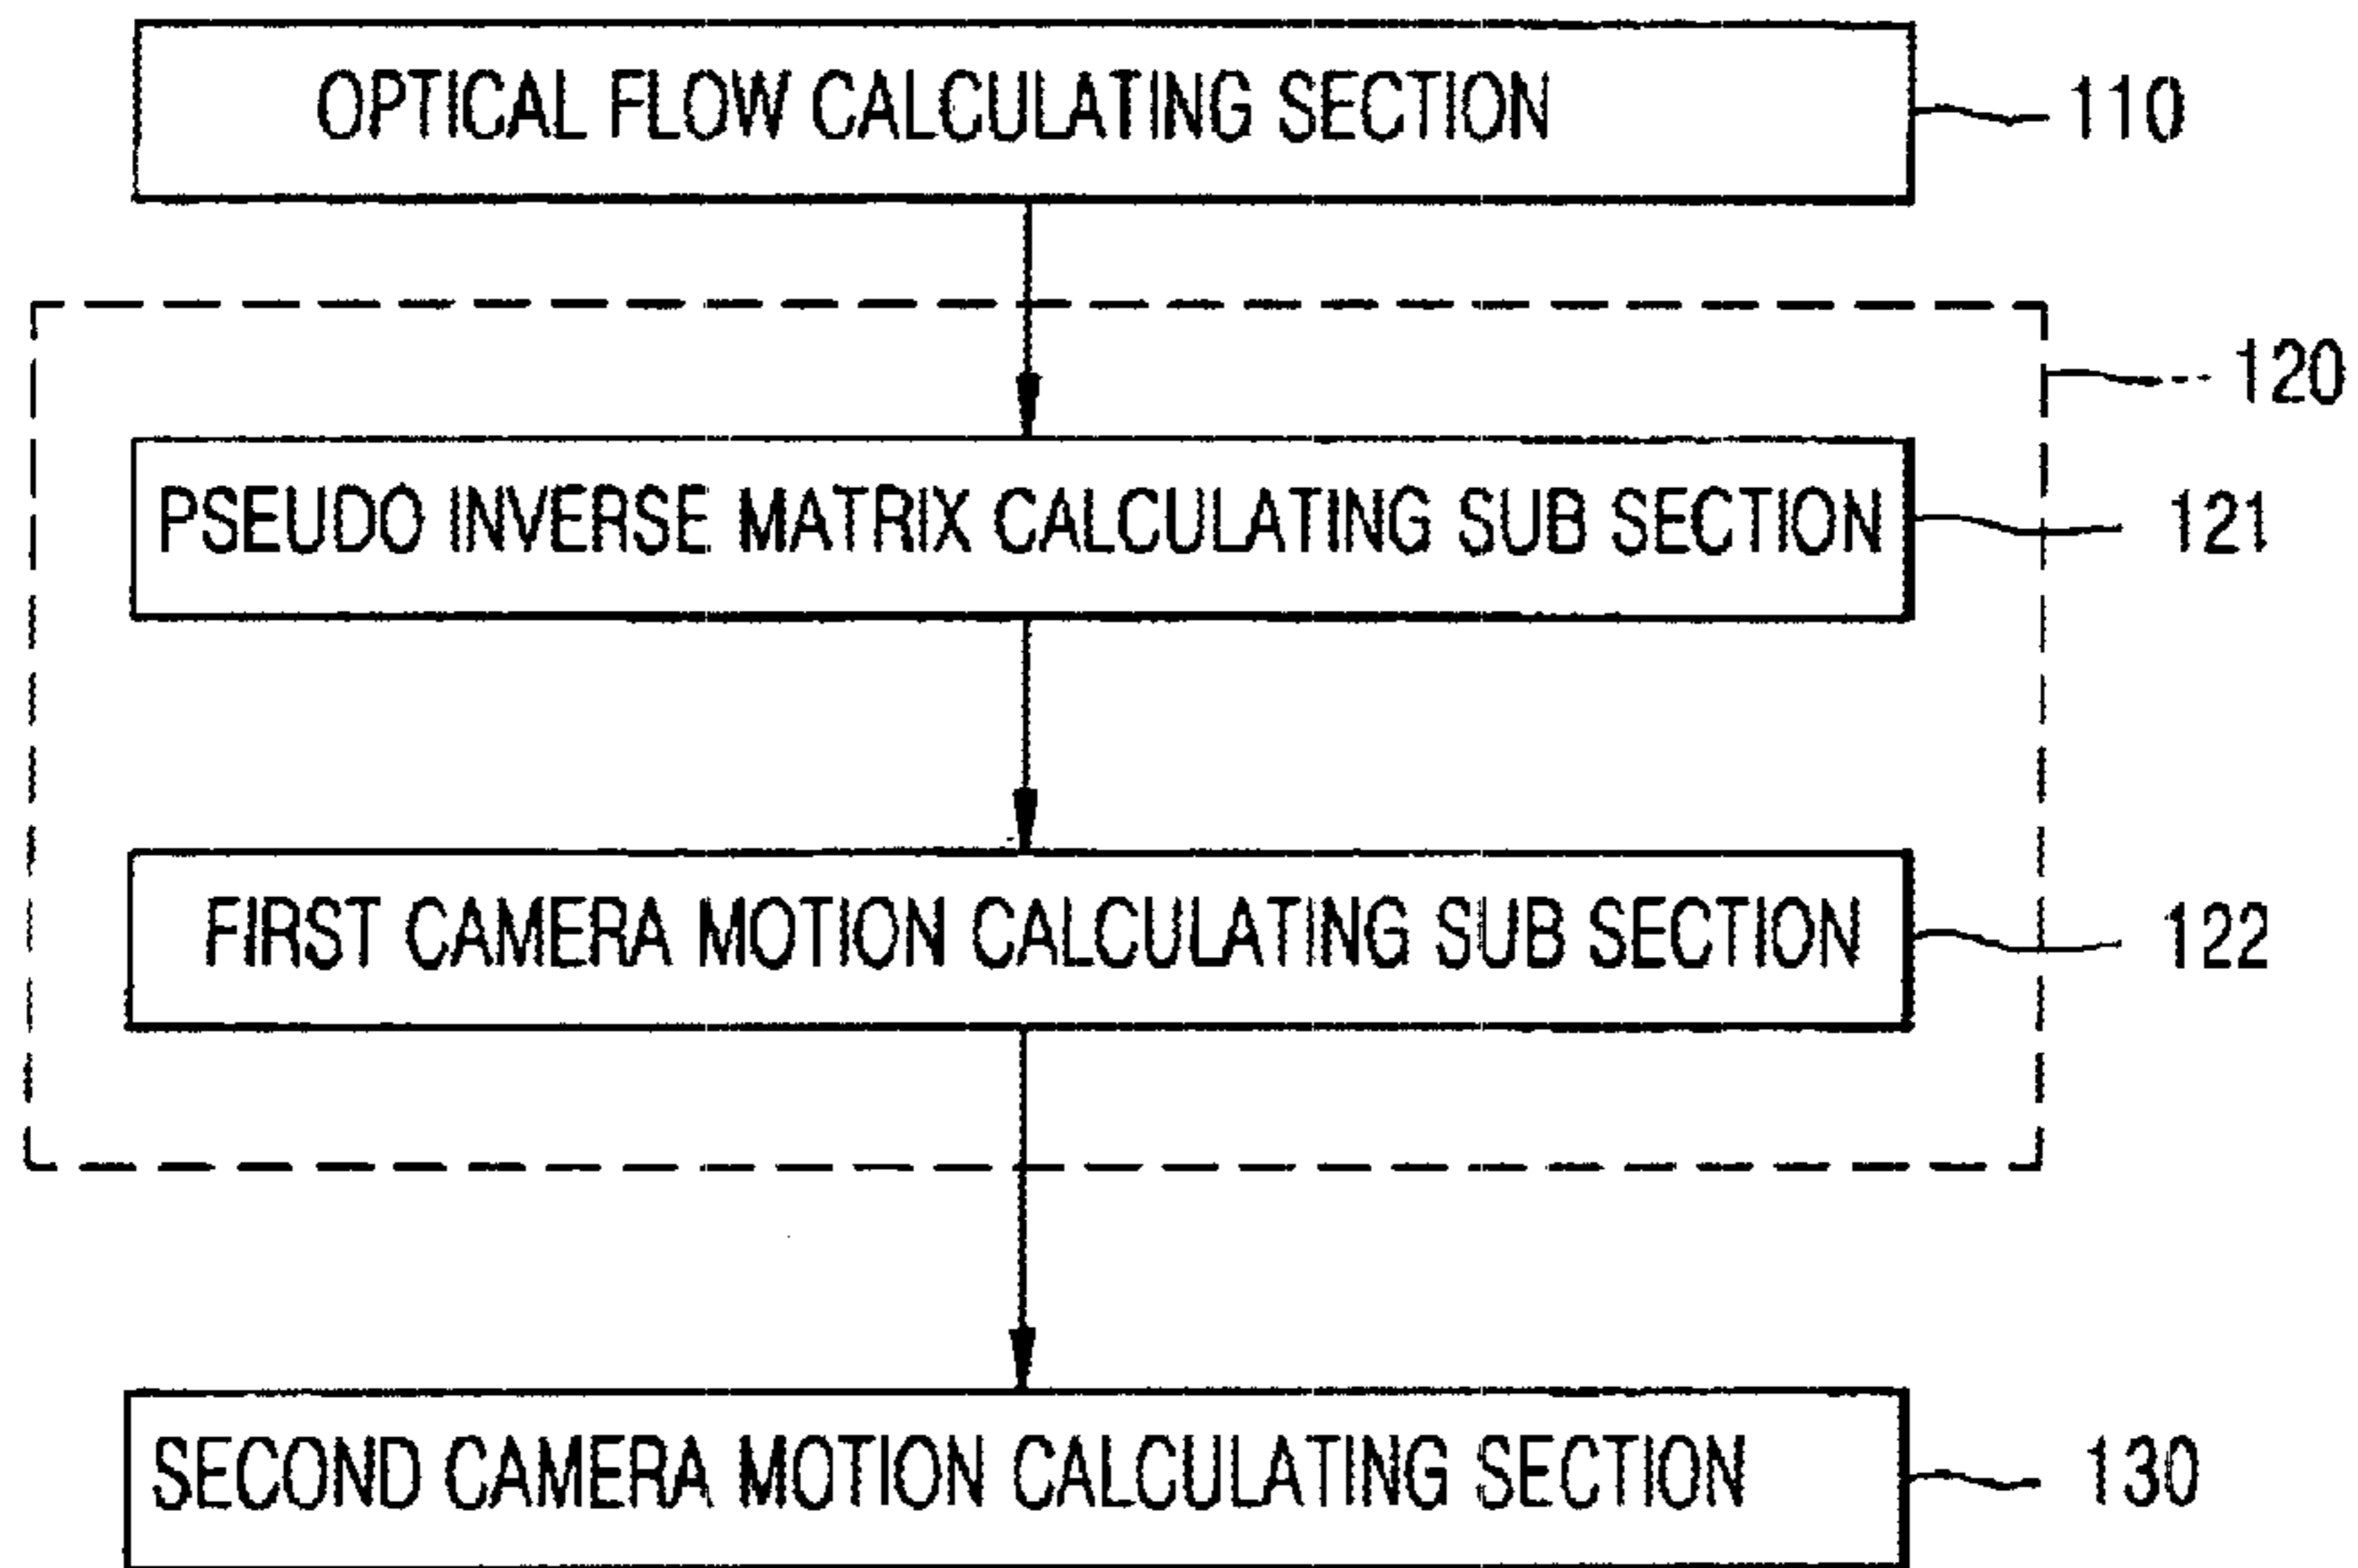 OPTICAL FLOW CALCULATING SECTION 110
120
PSEUDO INVERSE MATRIX CALCULATING SUB SECTION 121
FIRST CAMERA MOTION CALCULATING SUB SECTION 122
SECOND CAMERA MOTION CALCULATING SECTION 130